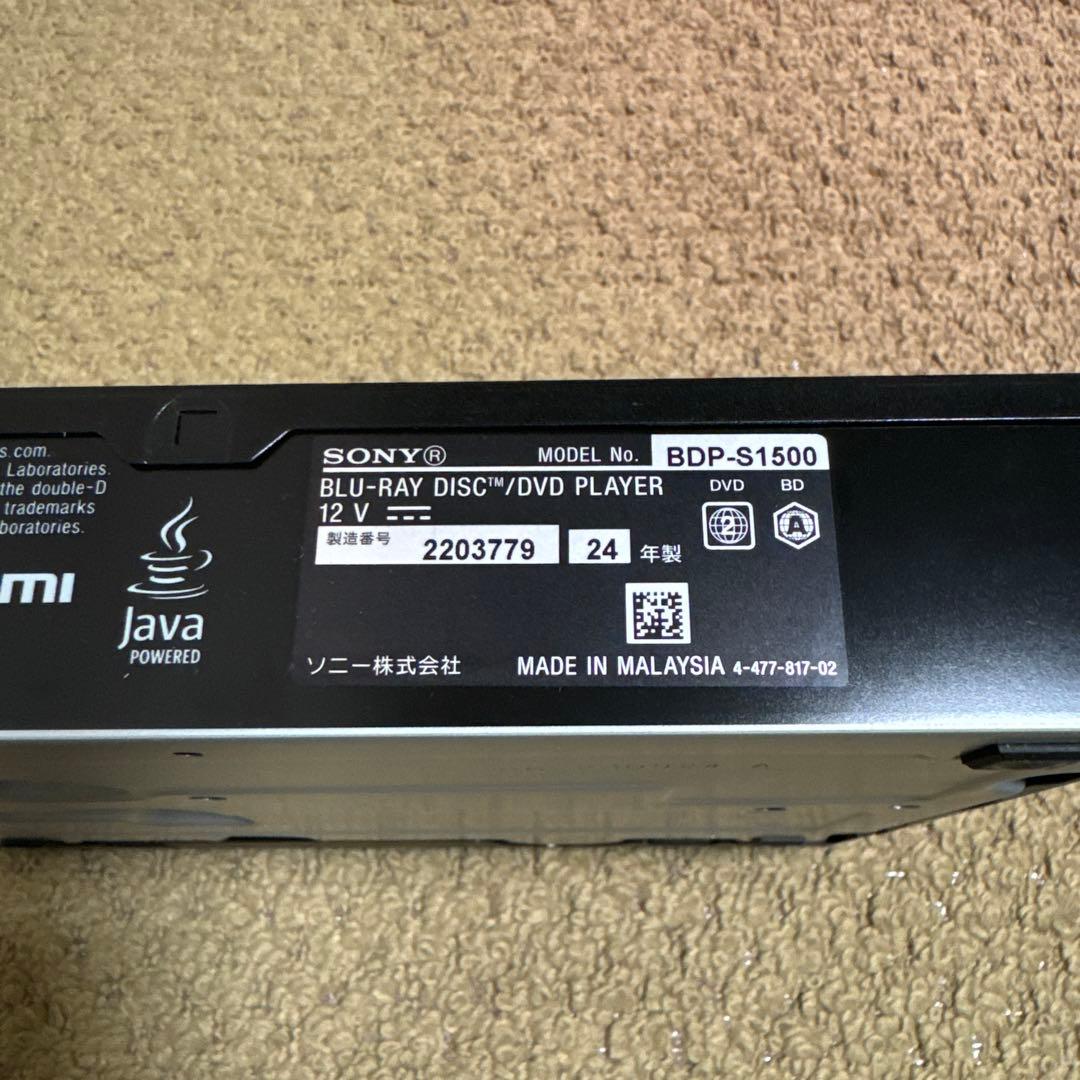 s.com.
Laboratories.
the double-D
trademarks
boratories.
mi
Java
POWERED
SONY® MODEL No. BDP-S1500
BLU-RAY DISC™/DVD PLAYER DVD BD
12 V 2 A
製造番号 2203779 24 年製
ソニー株式会社 MADE IN MALAYSIA 4-477-817-02